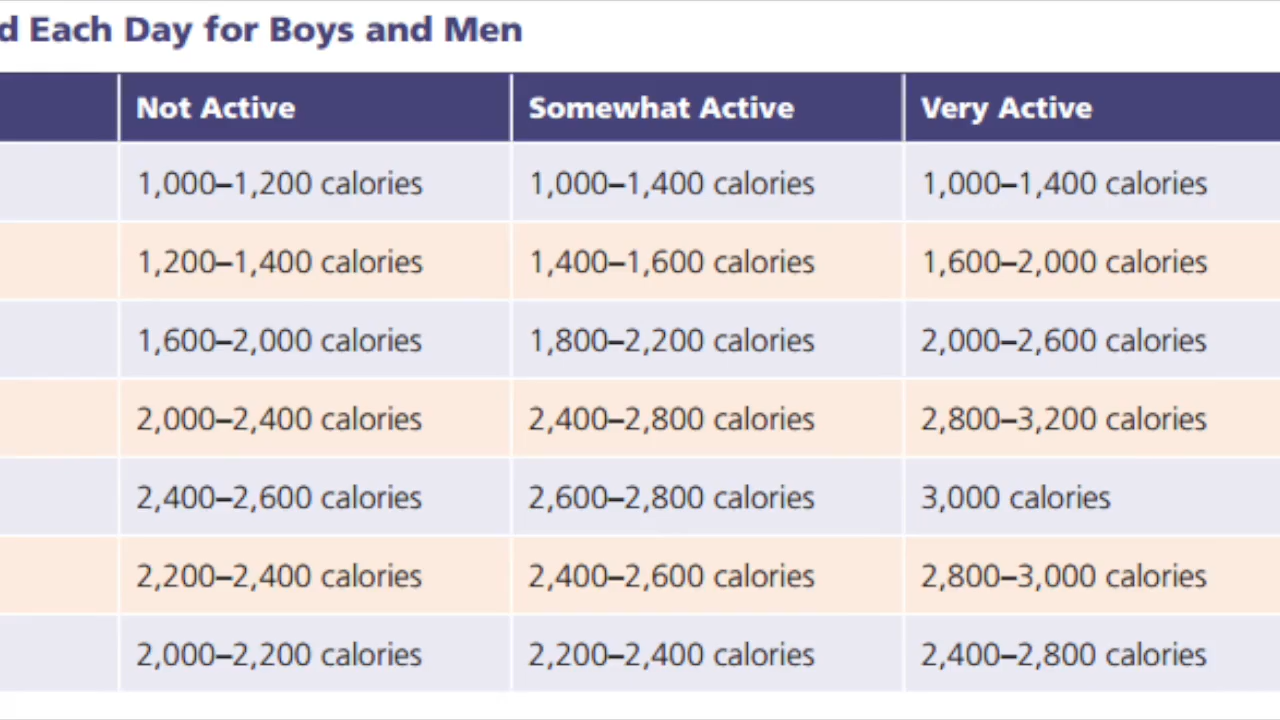 d Each Day for Boys and Men
Not Active Somewhat Active Very Active
1,000–1,200 calories 1,000–1,400 calories 1,000–1,400 calories
1,200–1,400 calories 1,400–1,600 calories 1,600–2,000 calories
1,600–2,000 calories 1,800–2,200 calories 2,000–2,600 calories
2,000–2,400 calories 2,400–2,800 calories 2,800–3,200 calories
2,400–2,600 calories 2,600–2,800 calories 3,000 calories
2,200–2,400 calories 2,400–2,600 calories 2,800–3,000 calories
2,000–2,200 calories 2,200–2,400 calories 2,400–2,800 calories